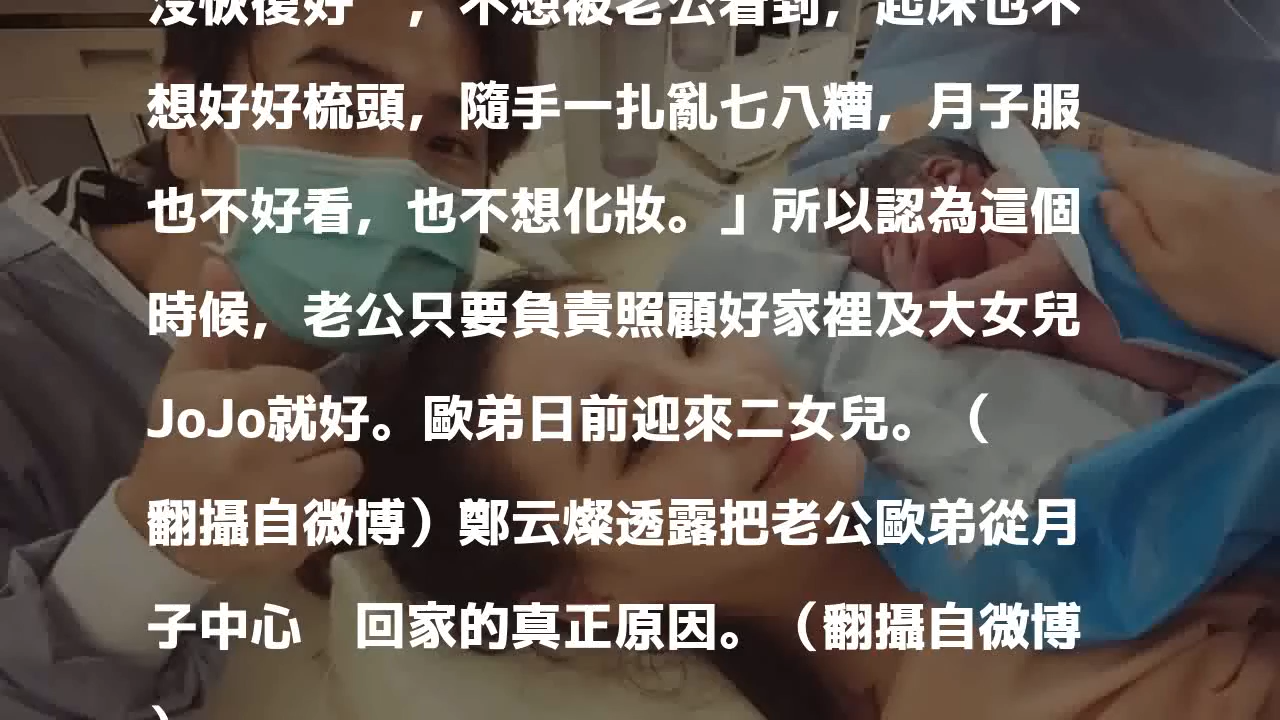 沒恢復好　，不想被老公看到，起床也不
想好好梳頭，隨手一扎亂七八糟，月子服
也不好看，也不想化妝。」所以認為這個
時候，老公只要負責照顧好家裡及大女兒
JoJo就好。歐弟日前迎來二女兒。（
翻攝自微博）鄭云燦透露把老公歐弟從月
子中心　回家的真正原因。（翻攝自微博
）